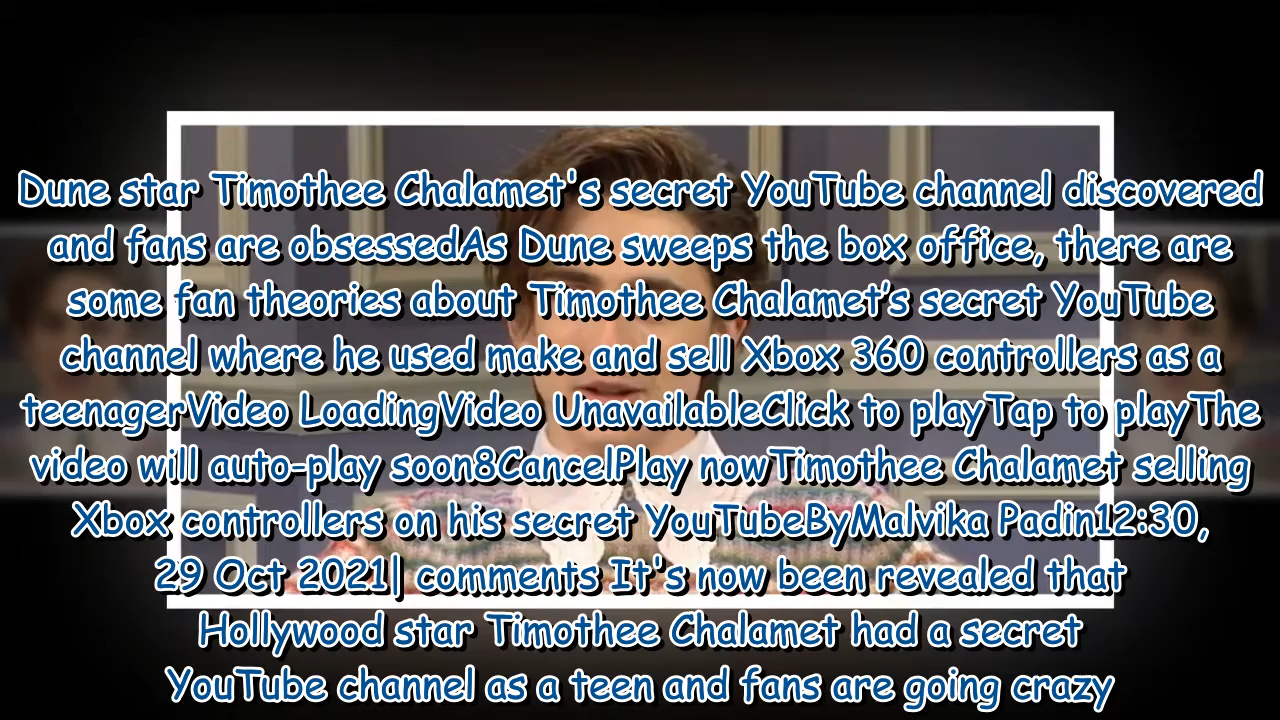 Dune star Timothee Chalamet's secret YouTube channel discovered
and fans are obsessedAs Dune sweeps the box office, there are
some fan theories about Timothee Chalamet’s secret YouTube
channel where he used make and sell Xbox 360 controllers as a
teenagerVideo LoadingVideo UnavailableClick to playTap to playThe
video will auto-play soon8CancelPlay nowTimothee Chalamet selling
Xbox controllers on his secret YouTubeByMalvika Padin12:30,
29 Oct 2021| comments It's now been revealed that
Hollywood star Timothee Chalamet had a secret
YouTube channel as a teen and fans are going crazy